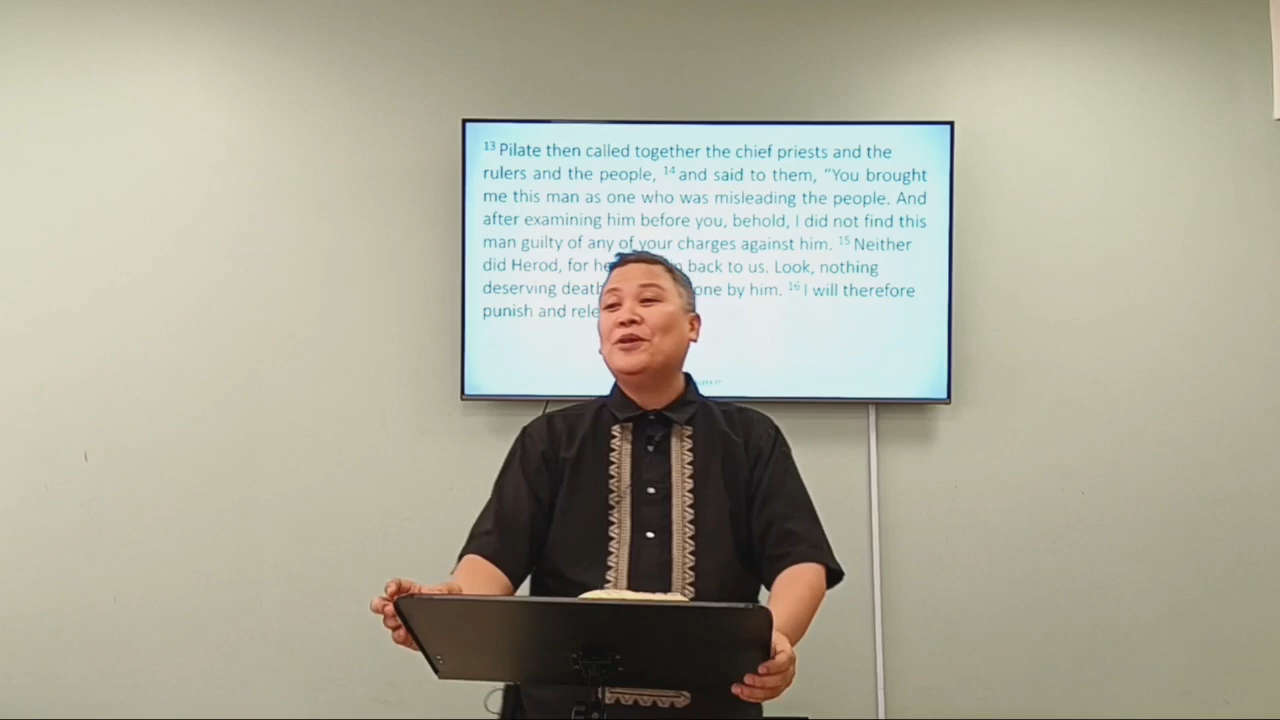 ¹³ Pilate then called together the chief priests and the
rulers and the people, ¹⁴ and said to them, “You brought
me this man as one who was misleading the people. And
after examining him before you, behold, I did not find this
man guilty of any of your charges against him. ¹⁵ Neither
did Herod, for he back to us. Look, nothing
deserving death by him. ¹⁶ I will therefore
punish and